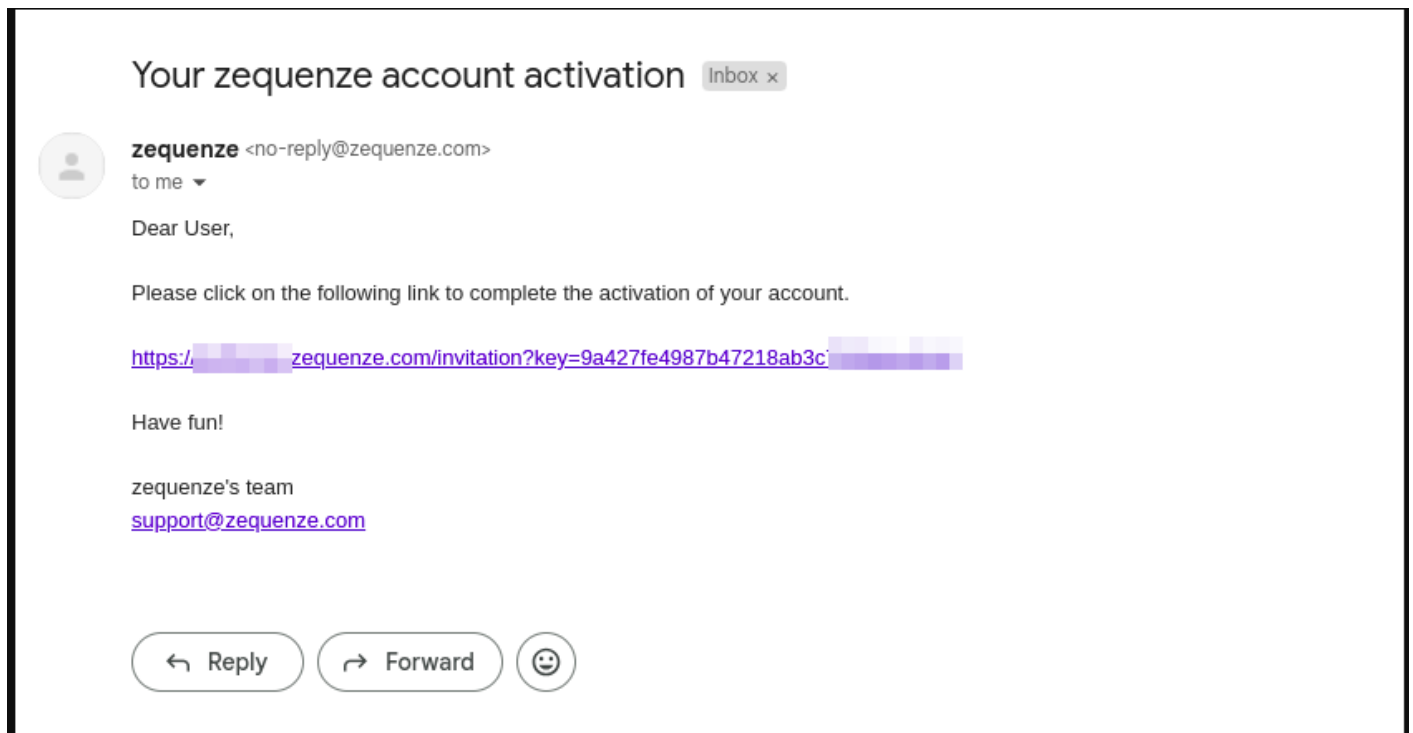 Your zequenze account activation Inbox ×
zequenze <no-reply@zequenze.com>
to me
Dear User,
Please click on the following link to complete the activation of your account.
https:// zequenze.com/invitation?key=9a427fe4987b47218ab3c
Have fun!
zequenze's team
support@zequenze.com
Reply Forward